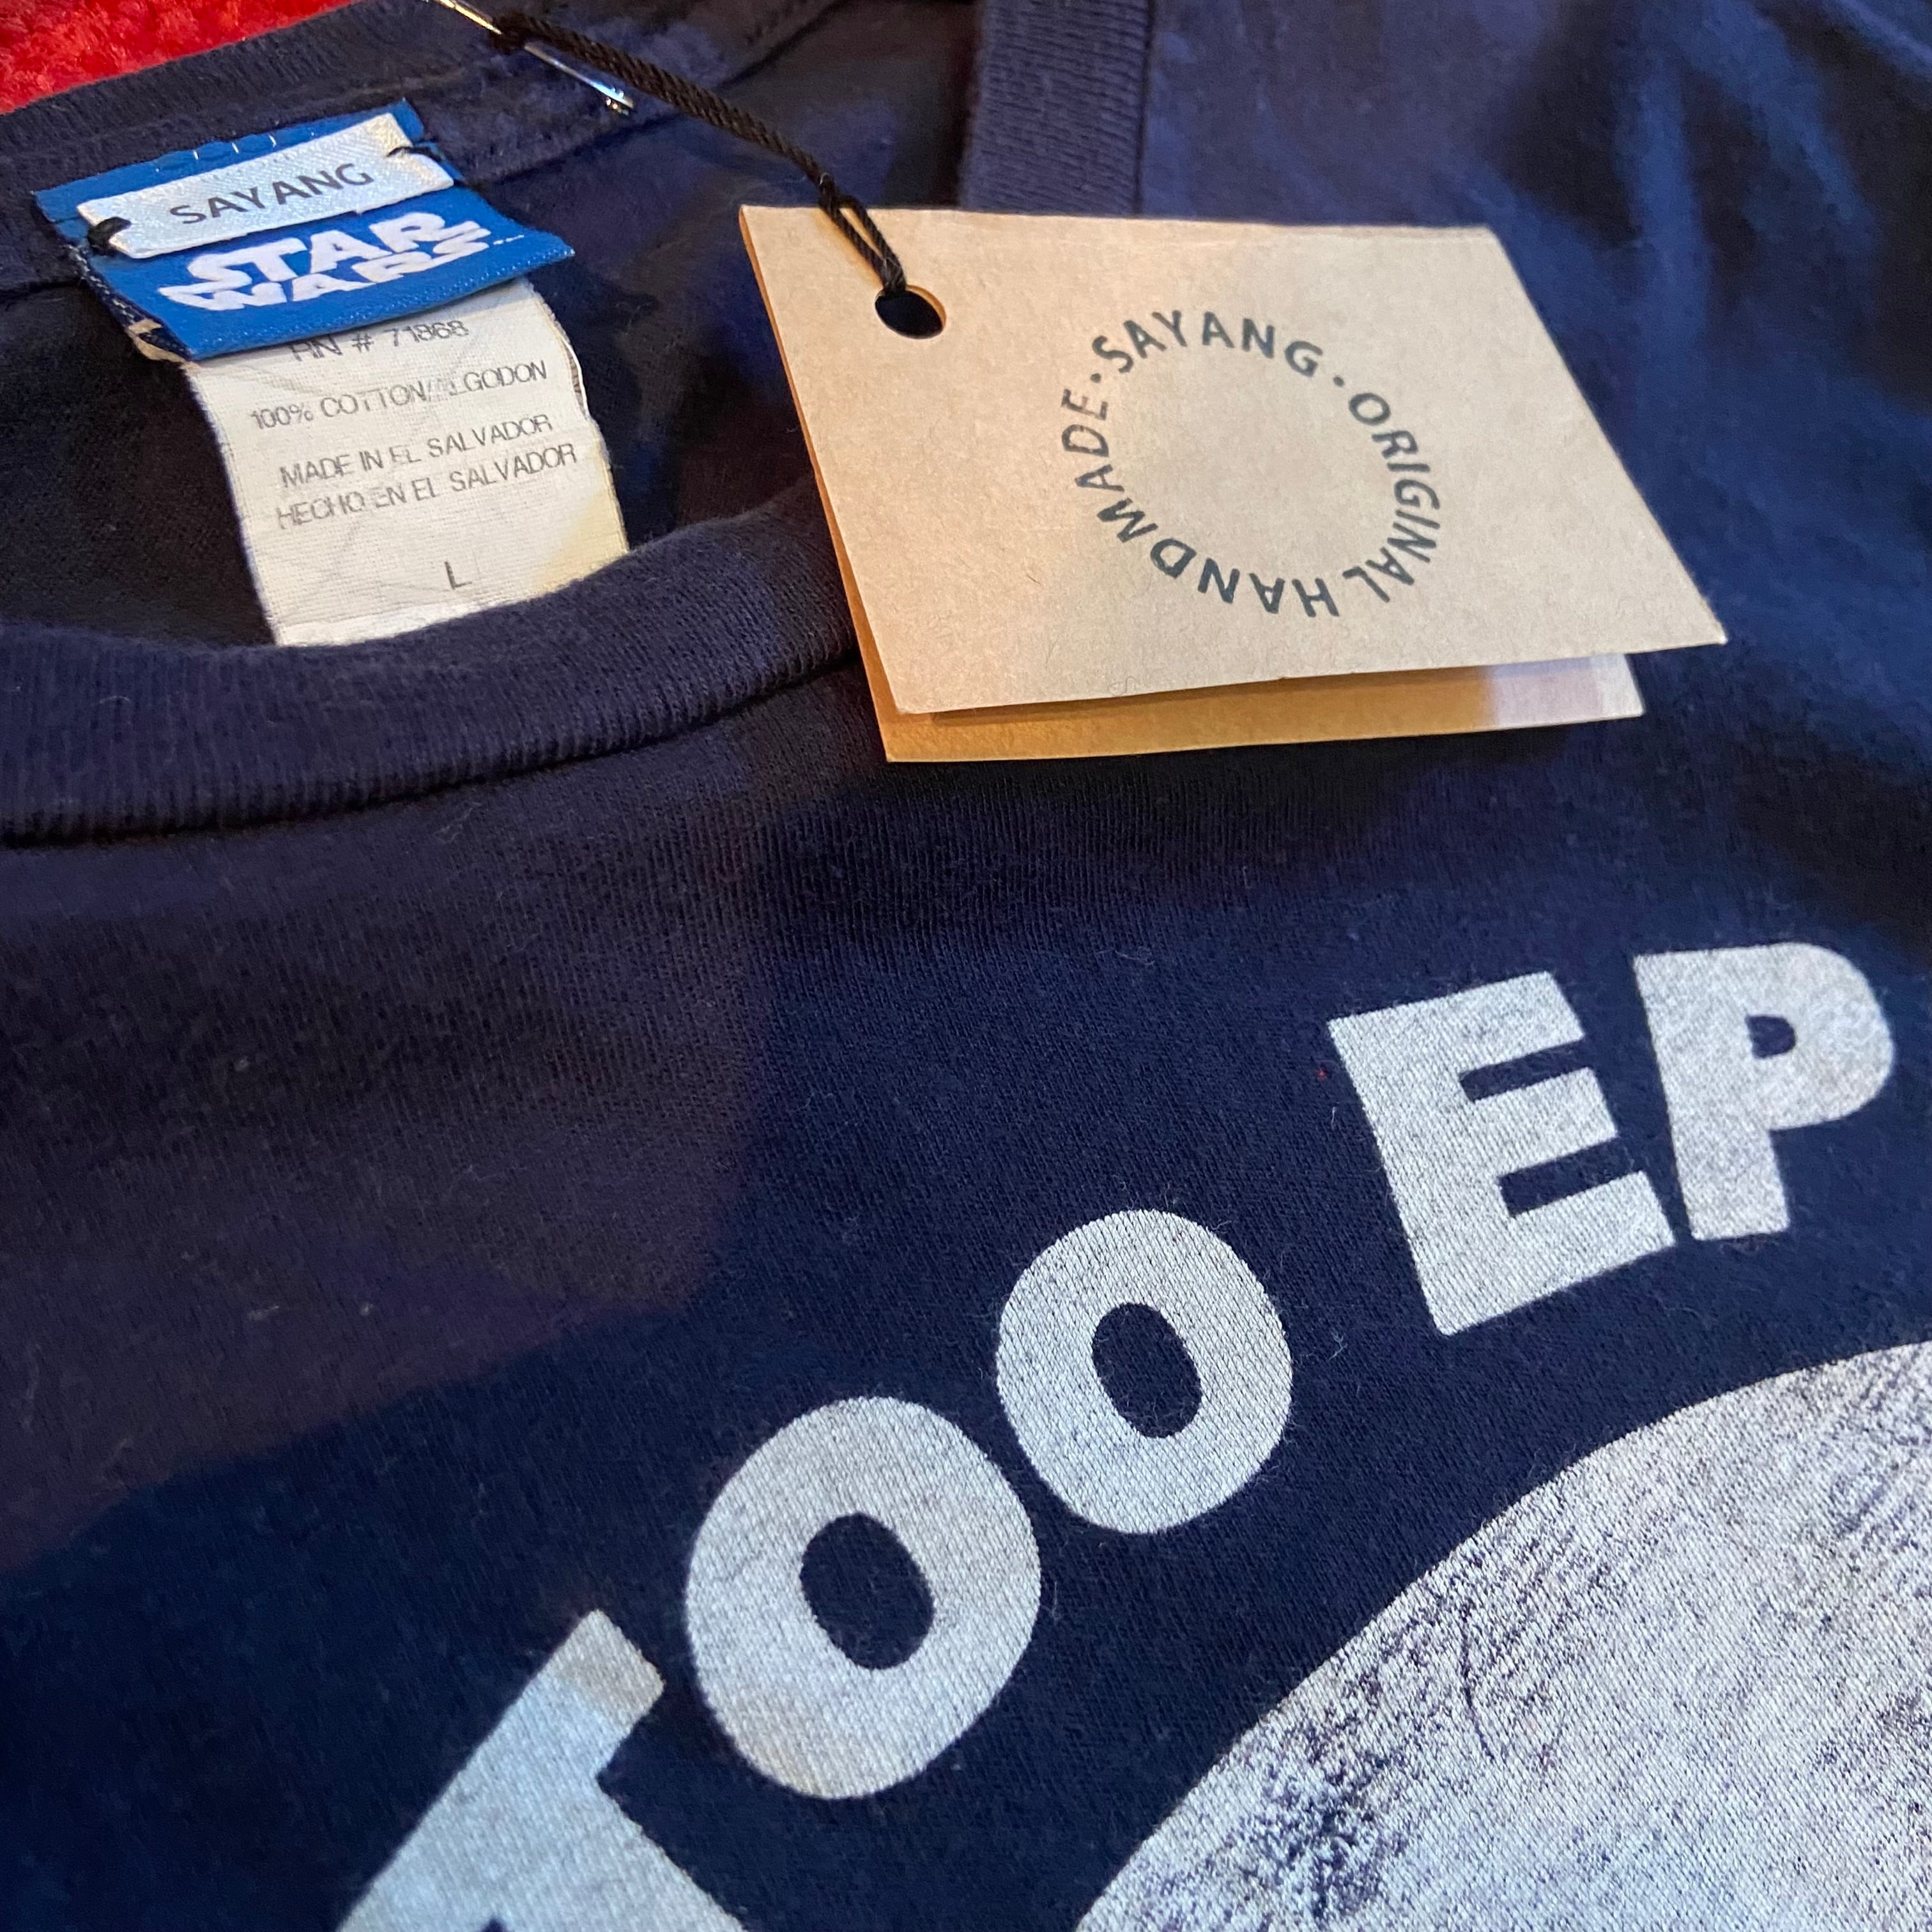 SAYANG
STAR
WARS
RN # 71868
100% COTTON/ALGODON
MADE IN EL SALVADOR
HECHO EN EL SALVADOR
L
· SAYANG · ORIGINAL HANDMADE
TOO EP